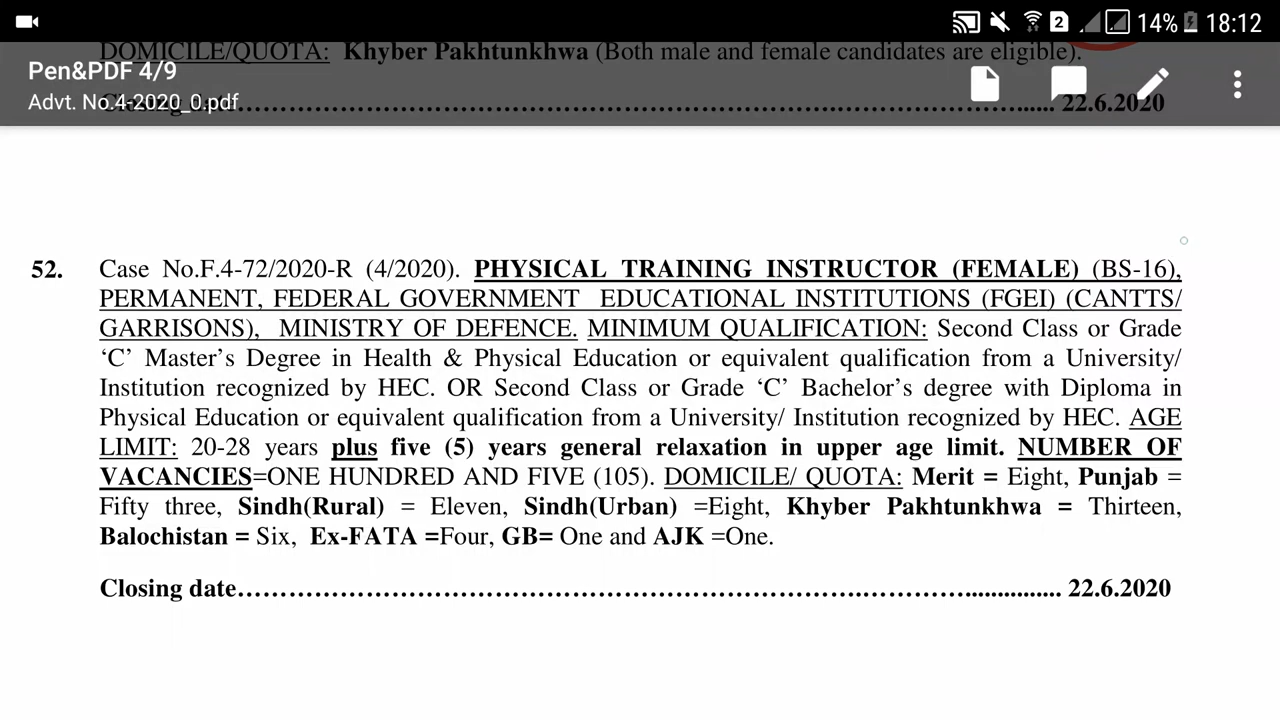 14% 18:12
DOMICILE/QUOTA: Khyber Pakhtunkhwa (Both male and female candidates are eligible).
Pen&PDF 4/9
Advt. No.4-2020_0.pdf
Closing date……………………………………………………………………………...... 22.6.2020
52. Case No.F.4-72/2020-R (4/2020). PHYSICAL TRAINING INSTRUCTOR (FEMALE) (BS-16),
PERMANENT, FEDERAL GOVERNMENT EDUCATIONAL INSTITUTIONS (FGEI) (CANTTS/
GARRISONS), MINISTRY OF DEFENCE. MINIMUM QUALIFICATION: Second Class or Grade
‘C’ Master’s Degree in Health & Physical Education or equivalent qualification from a University/
Institution recognized by HEC. OR Second Class or Grade ‘C’ Bachelor’s degree with Diploma in
Physical Education or equivalent qualification from a University/ Institution recognized by HEC. AGE
LIMIT: 20-28 years plus five (5) years general relaxation in upper age limit. NUMBER OF
VACANCIES=ONE HUNDRED AND FIVE (105). DOMICILE/ QUOTA: Merit = Eight, Punjab =
Fifty three, Sindh(Rural) = Eleven, Sindh(Urban) =Eight, Khyber Pakhtunkhwa = Thirteen,
Balochistan = Six, Ex-FATA =Four, GB= One and AJK =One.
Closing date…………………………………………………….…………............... 22.6.2020